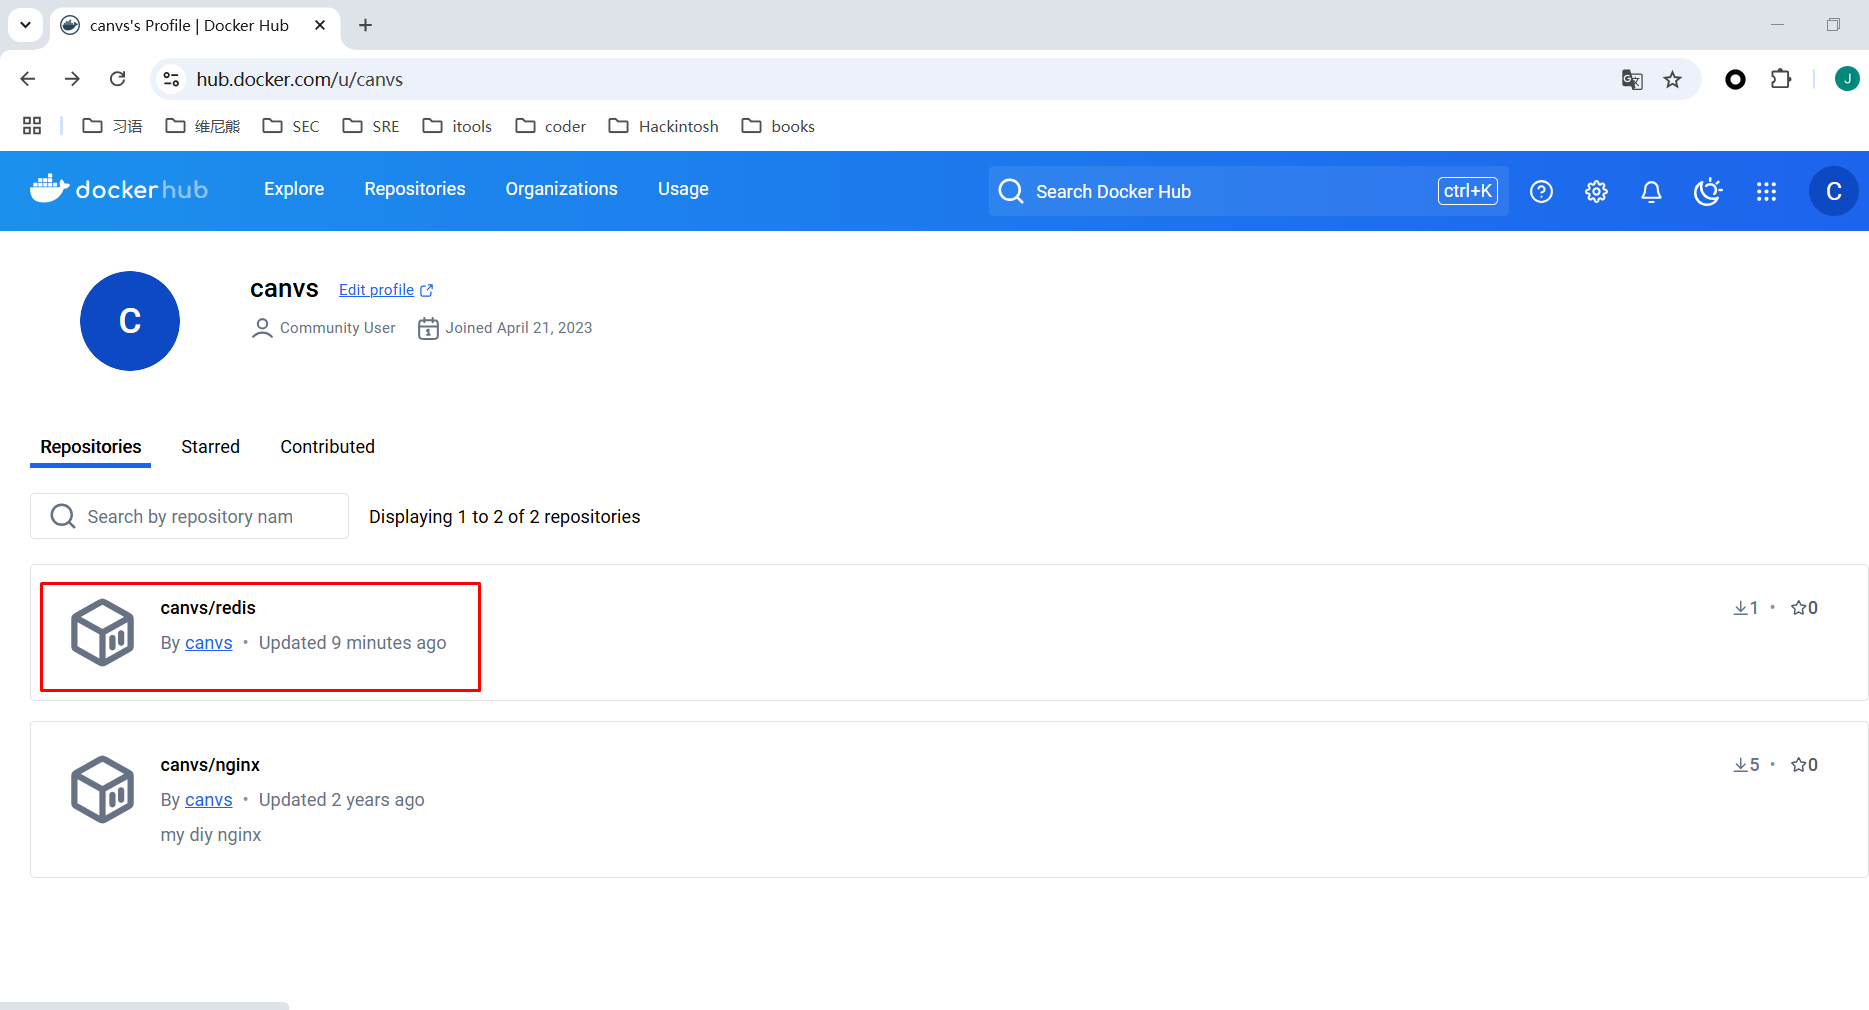 canvs's Profile | Docker Hub
hub.docker.com/u/canvs
J
习语 维尼熊 SEC SRE itools coder Hackintosh books
dockerhub Explore Repositories Organizations Usage Search Docker Hub ctrl+K C
C
canvs Edit profile
Community User Joined April 21, 2023
Repositories Starred Contributed
Search by repository nam Displaying 1 to 2 of 2 repositories
canvs/redis 1 • 0
By canvs • Updated 9 minutes ago
canvs/nginx 5 • 0
By canvs • Updated 2 years ago
my diy nginx